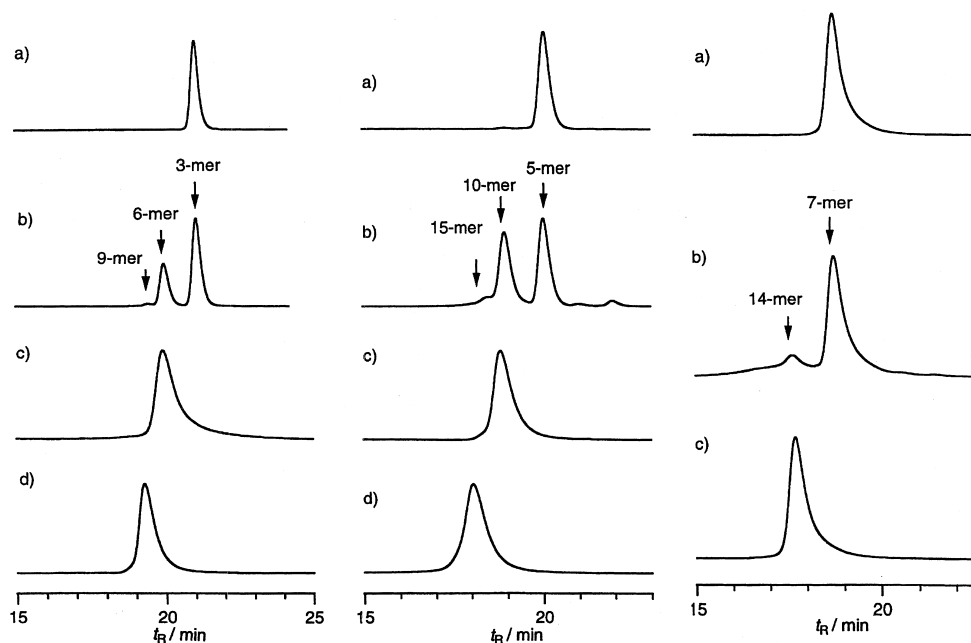 a)
3-mer
6-mer
9-mer
b)
c)
d)
15 20 25
tR / min
a)
5-mer
10-mer
15-mer
b)
c)
d)
15 20
tR / min
a)
7-mer
14-mer
b)
c)
15 20
tR / min